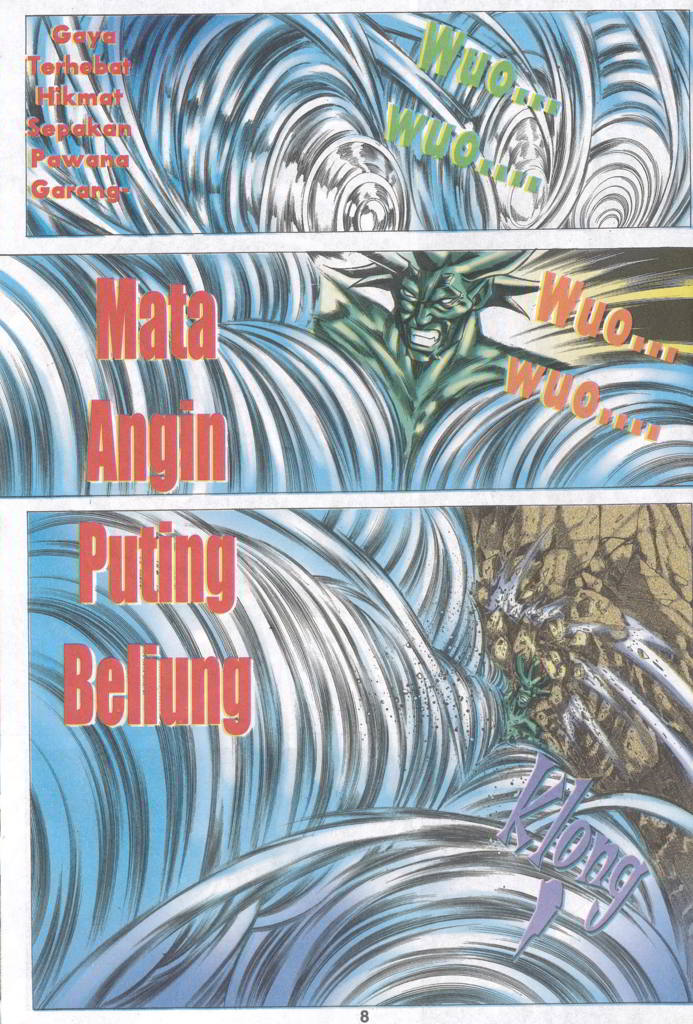 Gaya
Terhebat
Hikmat
Sepakan
Pawana
Garang-
Wuo...
wuo....
Mata
Angin
Wuo...
wuo....
Puting
Beliung
Klong
!
8